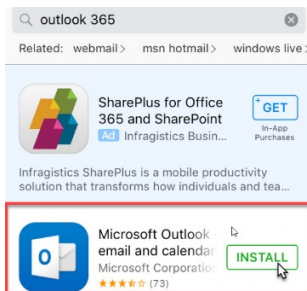 outlook 365
Related: webmail > msn hotmail > windows live >
SharePlus for Office
365 and SharePoint
Ad Infragistics Busin...
+ GET
In-App
Purchases
Infragistics SharePlus is a mobile productivity
solution that transforms how individuals and tea...
Microsoft Outlook
email and calendar
Microsoft Corporation
(73)
INSTALL